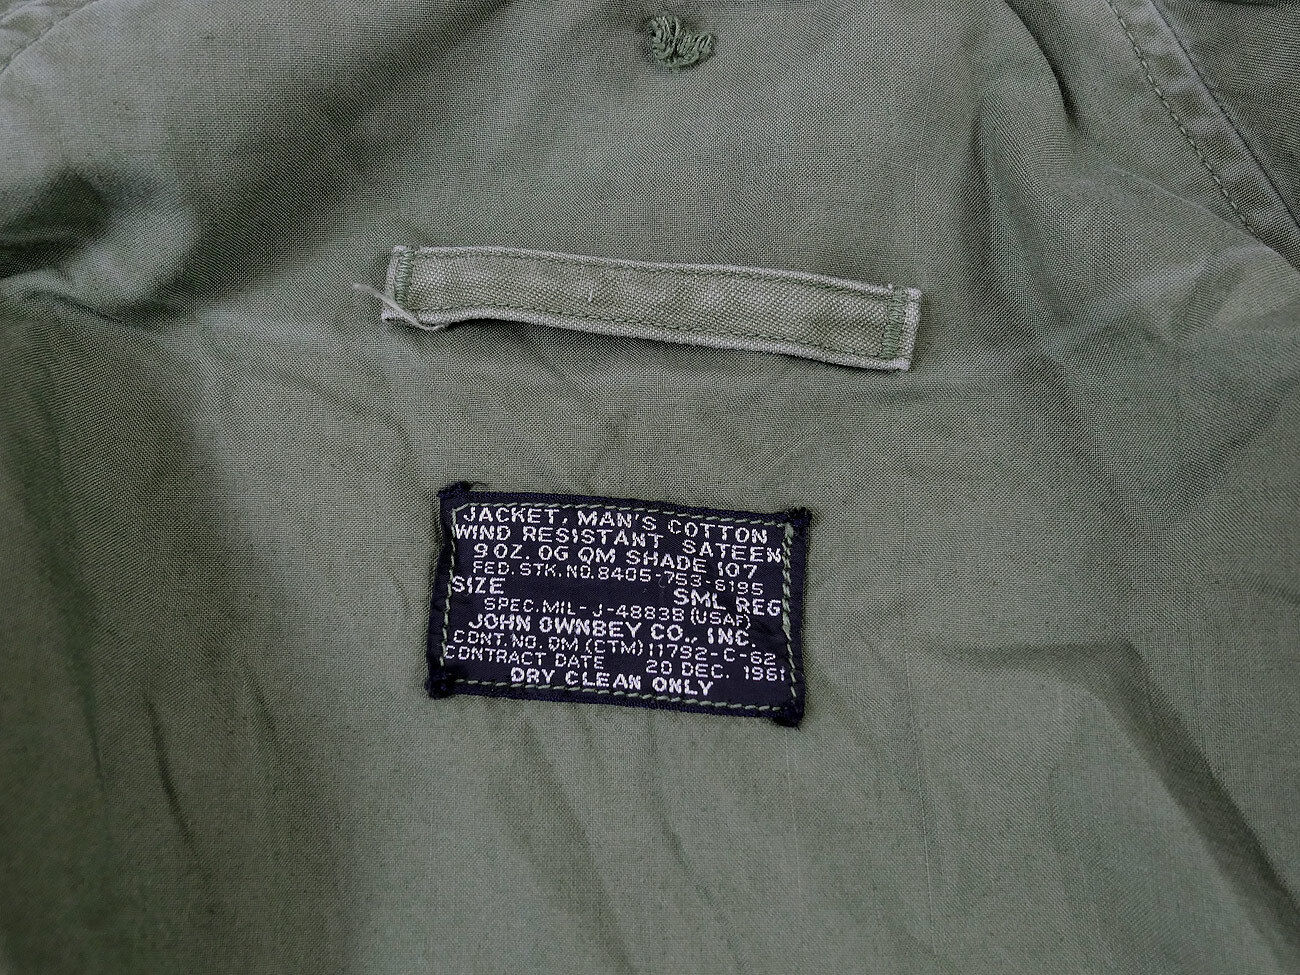 JACKET, MAN'S COTTON
WIND RESISTANT SATEEN
9 OZ. OG QM SHADE 107
FED. STK. NO. 8405-753-6195
SIZE SML REG
SPEC. MIL-J-4883B (USAF)
JOHN OWNBEY CO., INC.
CONT. NO. QM (CTM) 11792-C-62
CONTRACT DATE 20 DEC. 1961
DRY CLEAN ONLY